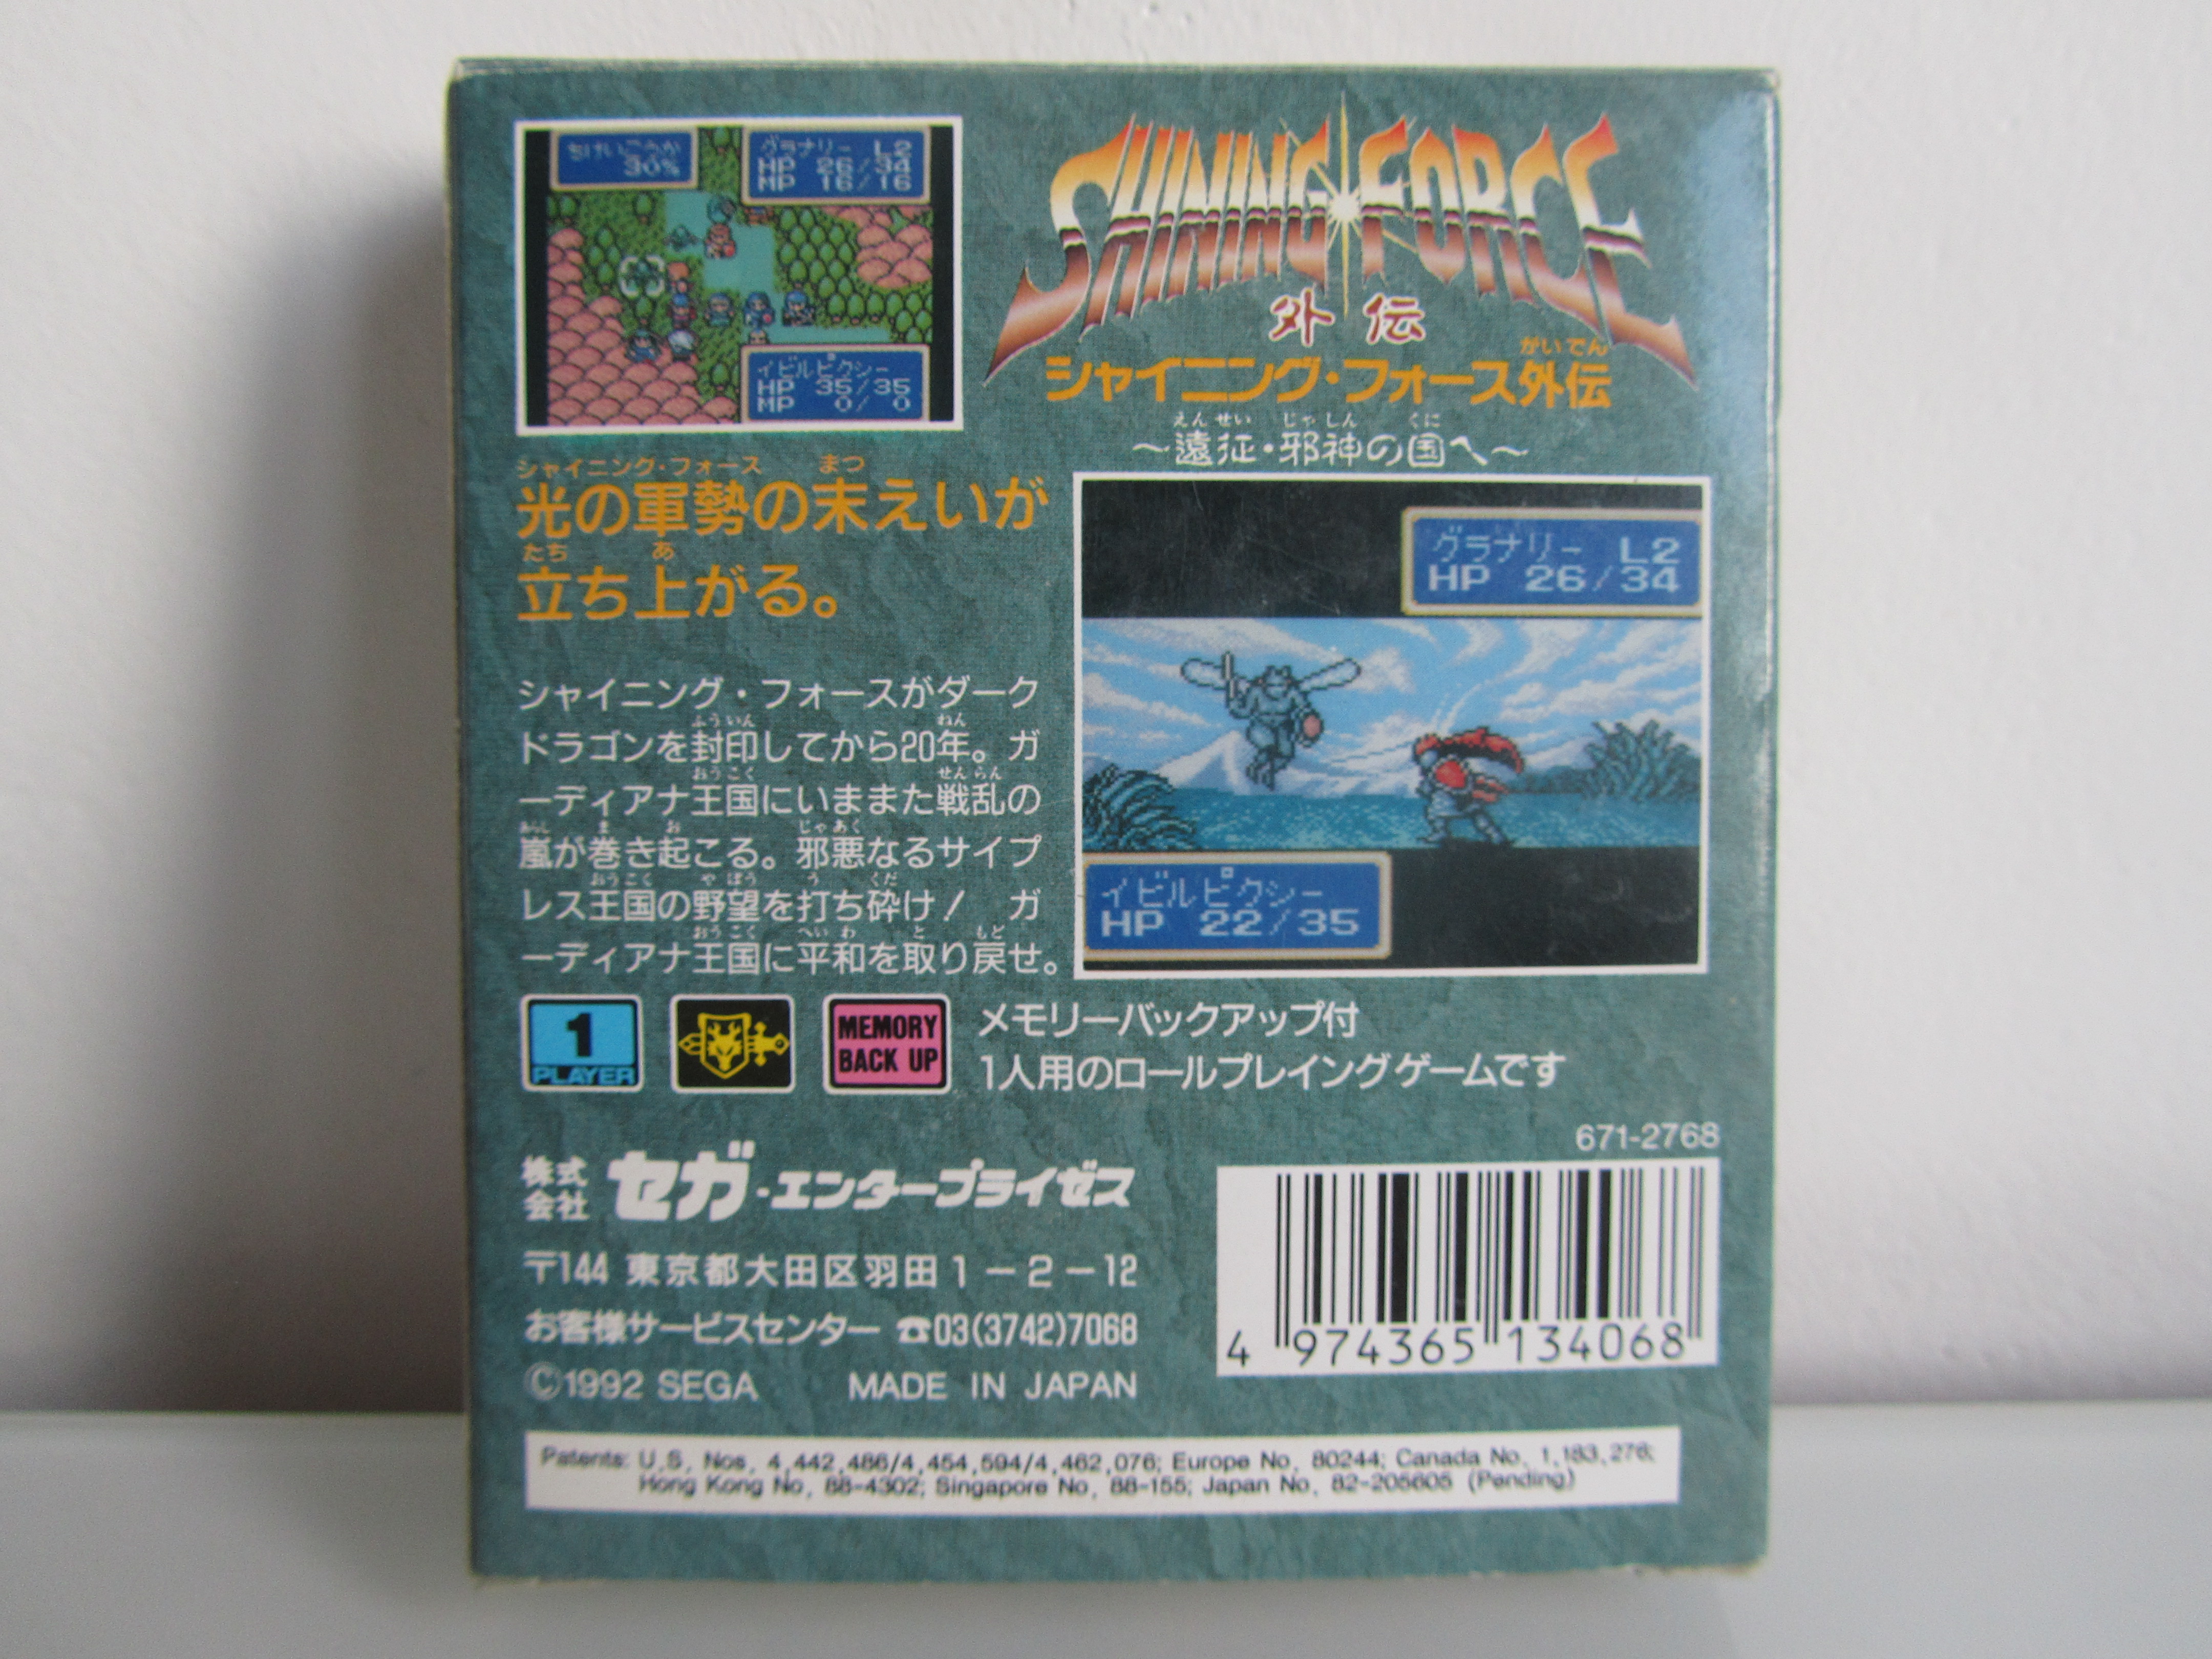 ちけいこうか
30%
グラナリー L2
HP 26/34
MP 16/16
イビルピクシー
HP 35/35
MP 0/ 0
SHINING FORCE
外伝
がいでん
シャイニング・フォース外伝
えんせい じゃしん くに
～遠征・邪神の国へ～
シャイニング・フォース まつ
光の軍勢の末えいが
たち あ
立ち上がる。
グラナリー L2
HP 26/34
イビルピクシー
HP 22/35
シャイニング・フォースがダーク
ふういん ねん
ドラゴンを封印してから20年。ガ
おうこく せんらん
ーディアナ王国にいままた戦乱の
あらし ま お じゃあく
嵐が巻き起こる。邪悪なるサイプ
おうこく やぼう う くだ
レス王国の野望を打ち砕け! ガ
おうこく へいわ と もど
ーディアナ王国に平和を取り戻せ。
1
PLAYER
MEMORY
BACK UP
メモリーバックアップ付
1人用のロールプレイングゲームです
671-2768
株式
会社
セガ・エンタープライゼス
〒144 東京都大田区羽田1－2－12
お客様サービスセンター ☎03(3742)7068
©1992 SEGA MADE IN JAPAN
4 974365 134068
Patents: U.S. Nos. 4,442,486/4,454,594/4,462,076; Europe No. 80244; Canada No. 1,183,276;
Hong Kong No. 88-4302; Singapore No. 88-155; Japan No. 82-205605 (Pending)